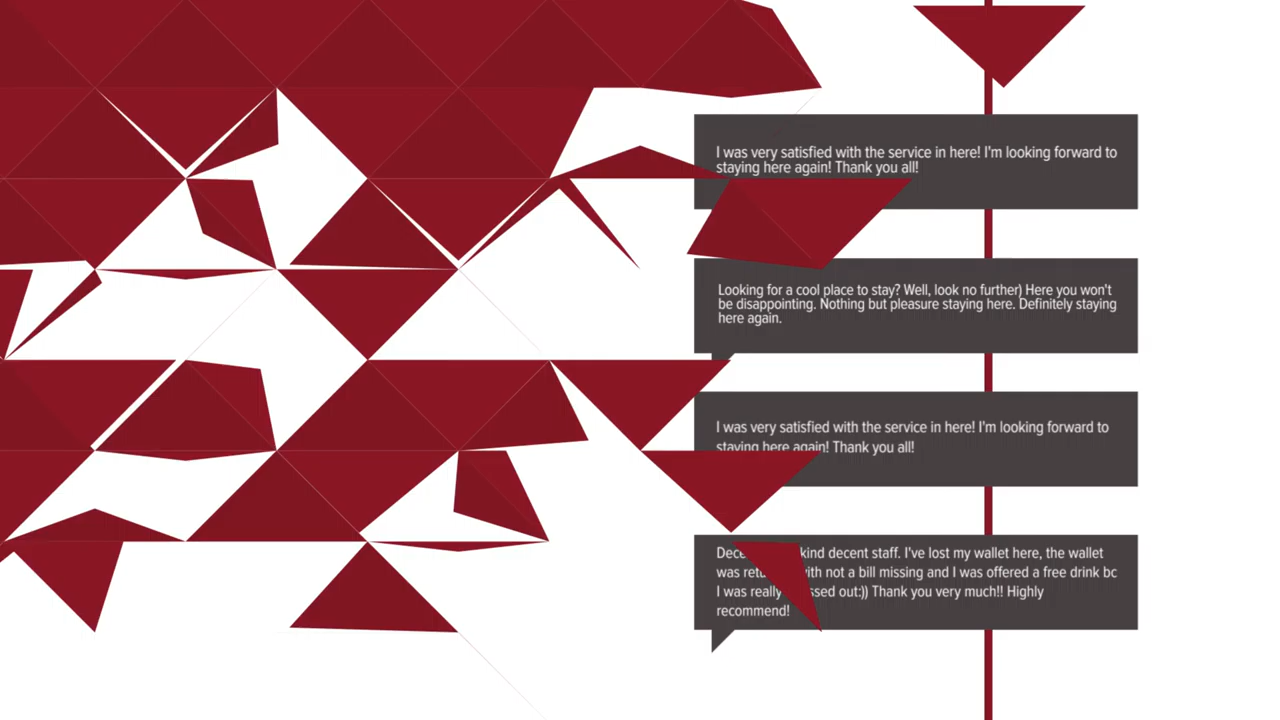 I was very satisfied with the service in here! I'm looking forward to
staying here again! Thank you all!
Looking for a cool place to stay? Well, look no further) Here you won't
be disappointing. Nothing but pleasure staying here. Definitely staying
here again.
I was very satisfied with the service in here! I'm looking forward to
staying here again! Thank you all!
kind decent staff. I've lost my wallet here, the wallet
was with not a bill missing and I was offered a free drink bc
I was really out:)) Thank you very much!! Highly
recommend!